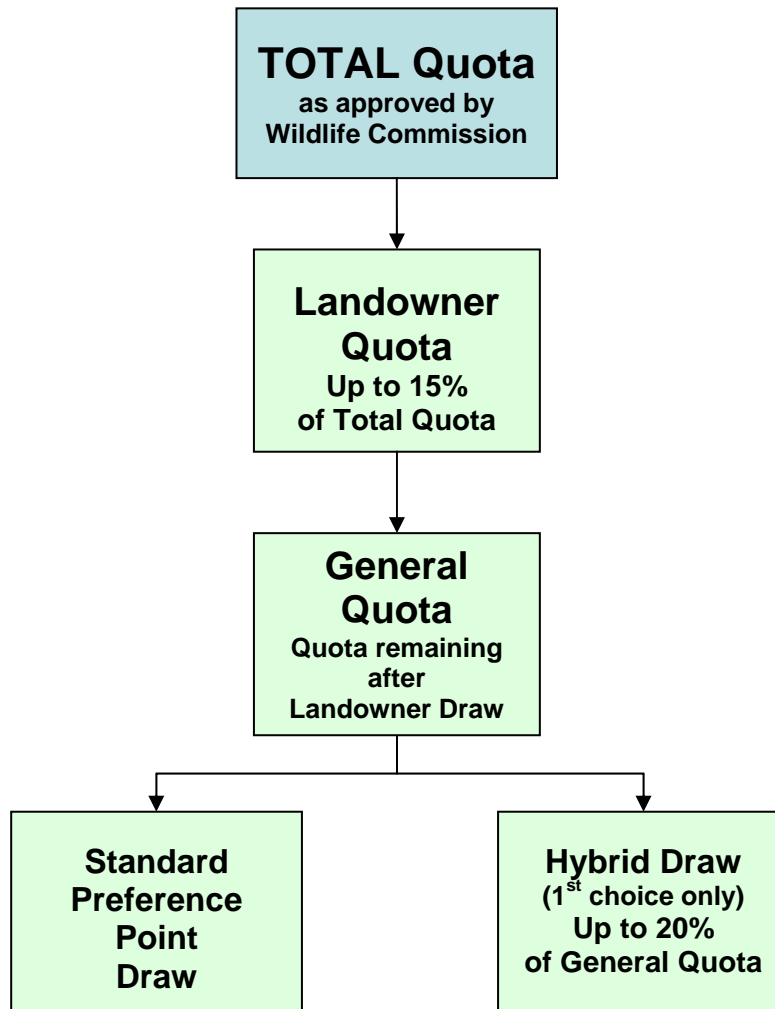 TOTAL Quota
as approved by
Wildlife Commission
Landowner
Quota
Up to 15%
of Total Quota
General
Quota
Quota remaining
after
Landowner Draw
Standard
Preference
Point
Draw
Hybrid Draw
(1st choice only)
Up to 20%
of General Quota